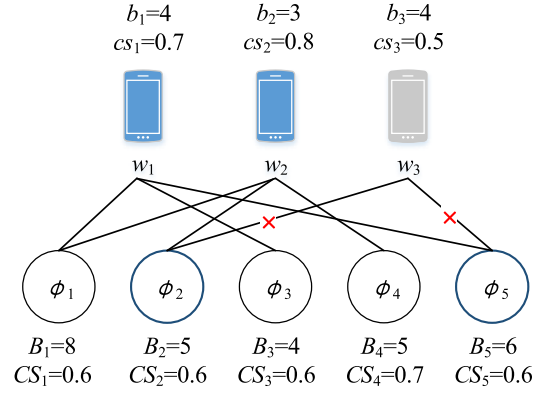 b₁=4 b₂=3 b₃=4
cs₁=0.7 cs₂=0.8 cs₃=0.5
w₁ w₂ w₃
ϕ₁ ϕ₂ ϕ₃ ϕ₄ ϕ₅
B₁=8 B₂=5 B₃=4 B₄=5 B₅=6
CS₁=0.6 CS₂=0.6 CS₃=0.6 CS₄=0.7 CS₅=0.6